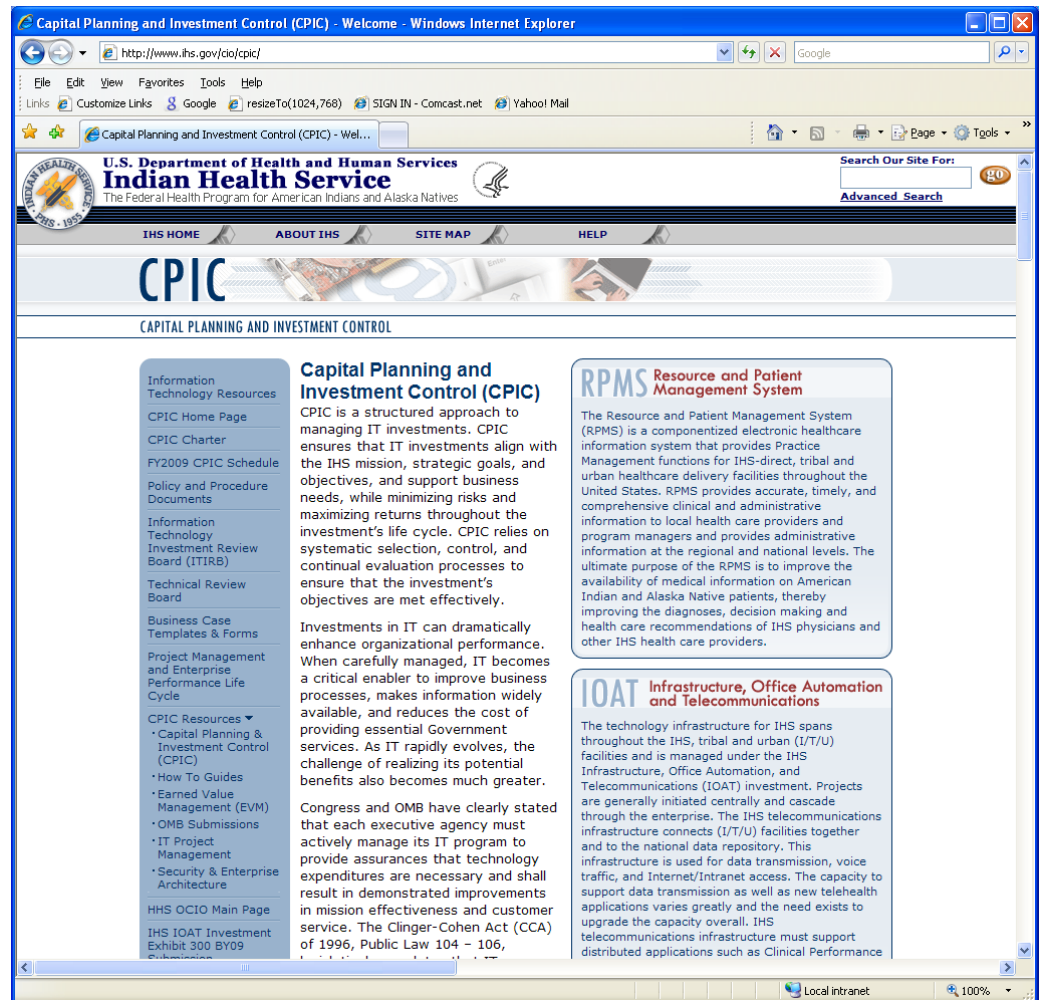 Capital Planning and Investment Control (CPIC) - Welcome - Windows Internet Explorer
http://www.ihs.gov/cio/cpic/
Google
File Edit View Favorites Tools Help
Links Customize Links Google resizeTo(1024,768) SIGN IN - Comcast.net Yahoo! Mail
Capital Planning and Investment Control (CPIC) - Wel...
Page Tools
INDIAN HEALTH SERVICE
PHS - 1955
U.S. Department of Health and Human Services
Indian Health Service
The Federal Health Program for American Indians and Alaska Natives
Search Our Site For:
go
Advanced Search
IHS HOME ABOUT IHS SITE MAP HELP
CPIC
Enter
CAPITAL PLANNING AND INVESTMENT CONTROL
Information
Technology Resources
CPIC Home Page
CPIC Charter
FY2009 CPIC Schedule
Policy and Procedure
Documents
Information
Technology
Investment Review
Board (ITIRB)
Technical Review
Board
Business Case
Templates & Forms
Project Management
and Enterprise
Performance Life
Cycle
CPIC Resources
Capital Planning &
Investment Control
(CPIC)
How To Guides
Earned Value
Management (EVM)
OMB Submissions
IT Project
Management
Security & Enterprise
Architecture
HHS OCIO Main Page
IHS IOAT Investment
Exhibit 300 BY09
Submission
Capital Planning and
Investment Control (CPIC)
CPIC is a structured approach to
managing IT investments. CPIC
ensures that IT investments align with
the IHS mission, strategic goals, and
objectives, and support business
needs, while minimizing risks and
maximizing returns throughout the
investment's life cycle. CPIC relies on
systematic selection, control, and
continual evaluation processes to
ensure that the investment's
objectives are met effectively.
Investments in IT can dramatically
enhance organizational performance.
When carefully managed, IT becomes
a critical enabler to improve business
processes, makes information widely
available, and reduces the cost of
providing essential Government
services. As IT rapidly evolves, the
challenge of realizing its potential
benefits also becomes much greater.
Congress and OMB have clearly stated
that each executive agency must
actively manage its IT program to
provide assurances that technology
expenditures are necessary and shall
result in demonstrated improvements
in mission effectiveness and customer
service. The Clinger-Cohen Act (CCA)
of 1996, Public Law 104 – 106,
RPMS Resource and Patient
Management System
The Resource and Patient Management System
(RPMS) is a componentized electronic healthcare
information system that provides Practice
Management functions for IHS-direct, tribal and
urban healthcare delivery facilities throughout the
United States. RPMS provides accurate, timely, and
comprehensive clinical and administrative
information to local health care providers and
program managers and provides administrative
information at the regional and national levels. The
ultimate purpose of the RPMS is to improve the
availability of medical information on American
Indian and Alaska Native patients, thereby
improving the diagnoses, decision making and
health care recommendations of IHS physicians and
other IHS health care providers.
IOAT Infrastructure, Office Automation
and Telecommunications
The technology infrastructure for IHS spans
throughout the IHS, tribal and urban (I/T/U)
facilities and is managed under the IHS
Infrastructure, Office Automation, and
Telecommunications (IOAT) investment. Projects
are generally initiated centrally and cascade
through the enterprise. The IHS telecommunications
infrastructure connects (I/T/U) facilities together
and to the national data repository. This
infrastructure is used for data transmission, voice
traffic, and Internet/Intranet access. The capacity to
support data transmission as well as new telehealth
applications varies greatly and the need exists to
upgrade the capacity overall. IHS
telecommunications infrastructure must support
distributed applications such as Clinical Performance
Local intranet
100%